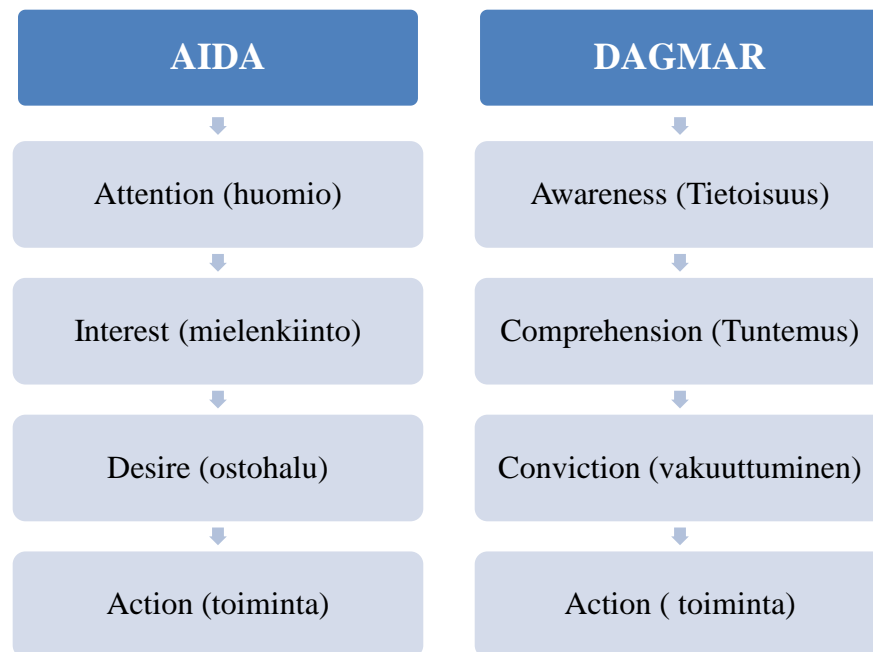 AIDA
Attention (huomio)
Interest (mielenkiinto)
Desire (ostohalu)
Action (toiminta)
DAGMAR
Awareness (Tietoisuus)
Comprehension (Tuntemus)
Conviction (vakuuttuminen)
Action ( toiminta)